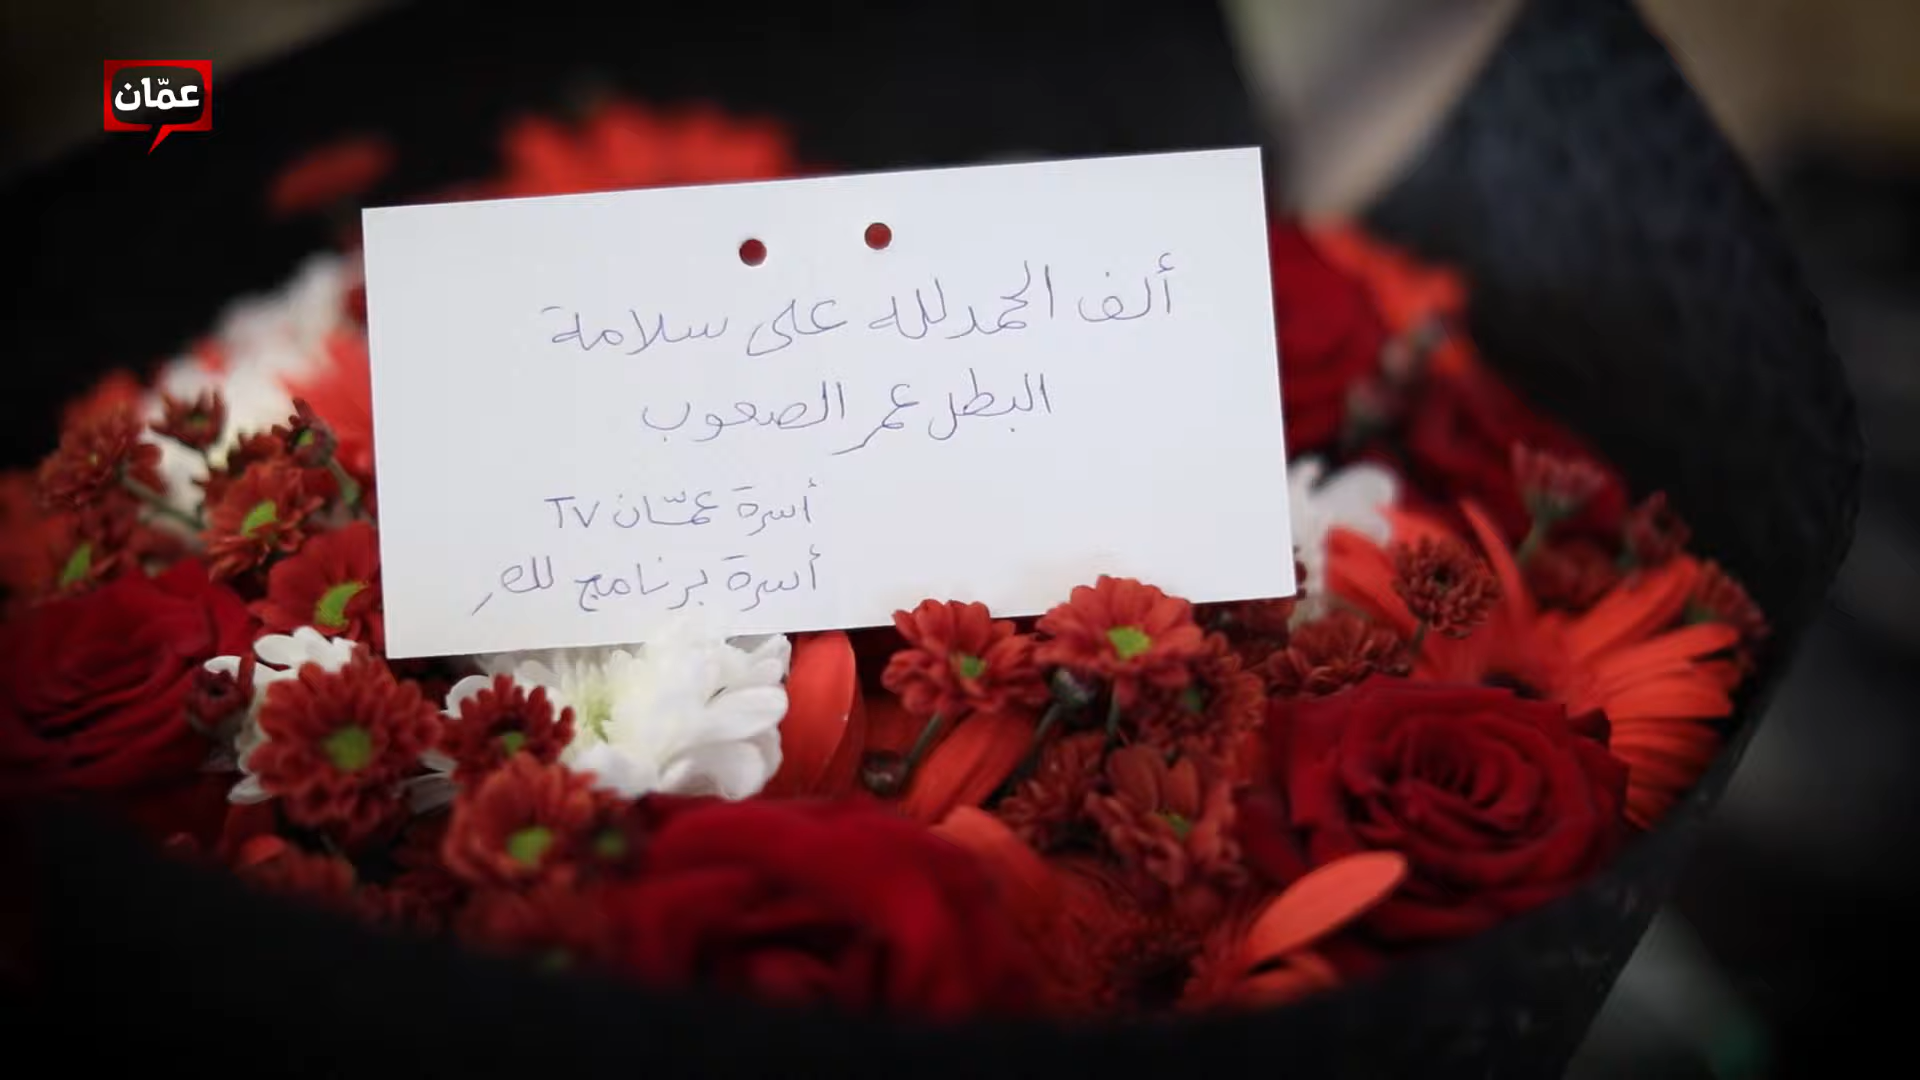 عمّان
ألف الحمدلله على سلامة
البطل عمر الصعوب
أسرة عمّان TV
أسرة برنامج